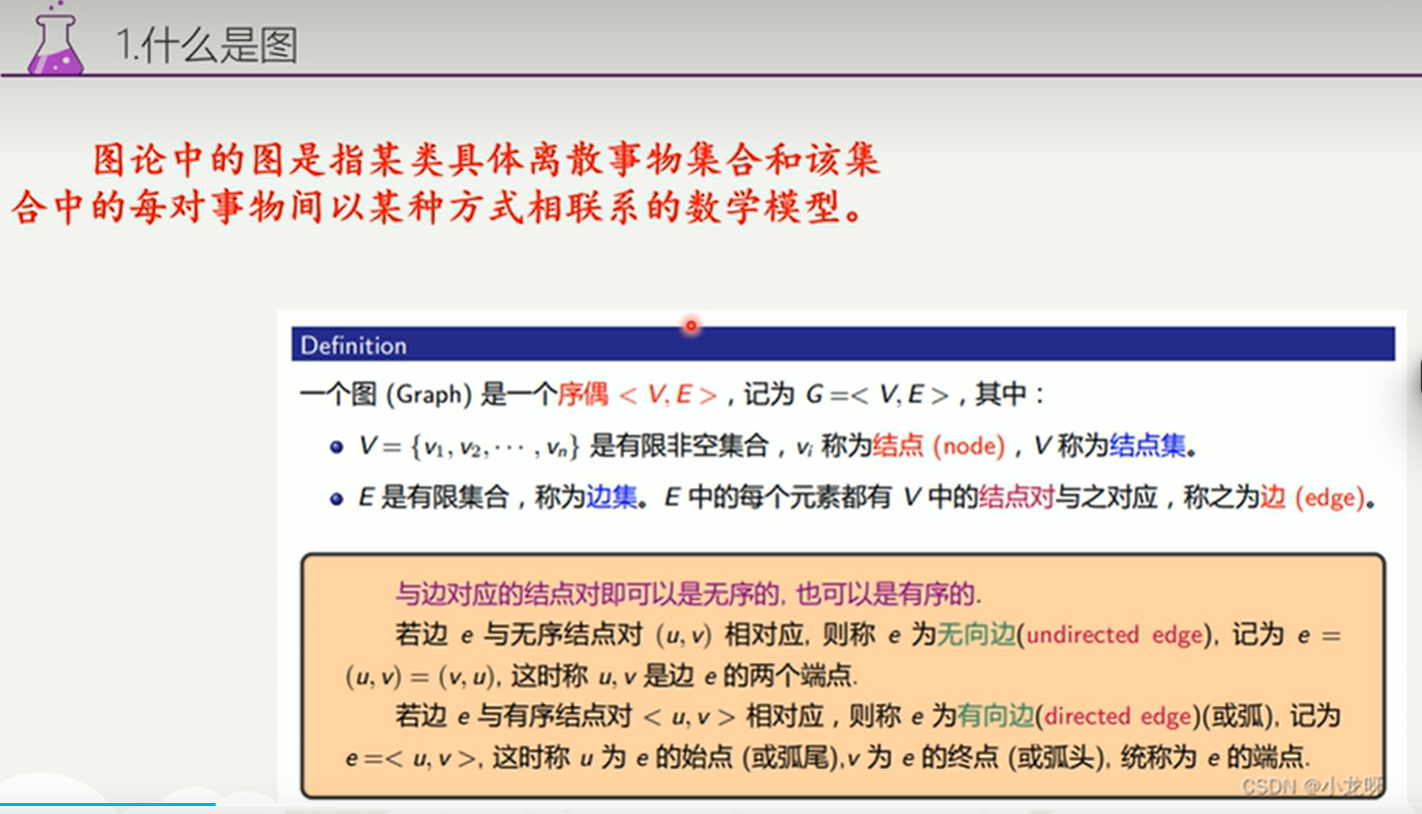 1.什么是图
图论中的图是指某类具体离散事物集合和该集
合中的每对事物间以某种方式相联系的数学模型。
Definition
一个图 (Graph) 是一个序偶 < V, E >，记为 G =< V, E >，其中：
V = {v₁, v₂, ⋯ , vₙ} 是有限非空集合，vᵢ 称为结点 (node)，V 称为结点集。
E 是有限集合，称为边集。E 中的每个元素都有 V 中的结点对与之对应，称之为边 (edge)。
与边对应的结点对即可以是无序的, 也可以是有序的.
若边 e 与无序结点对 (u, v) 相对应, 则称 e 为无向边(undirected edge), 记为 e =
(u, v) = (v, u), 这时称 u, v 是边 e 的两个端点.
若边 e 与有序结点对 < u, v > 相对应，则称 e 为有向边(directed edge)(或弧), 记为
e =< u, v >, 这时称 u 为 e 的始点 (或弧尾),v 为 e 的终点 (或弧头), 统称为 e 的端点.
CSDN @小龙呀